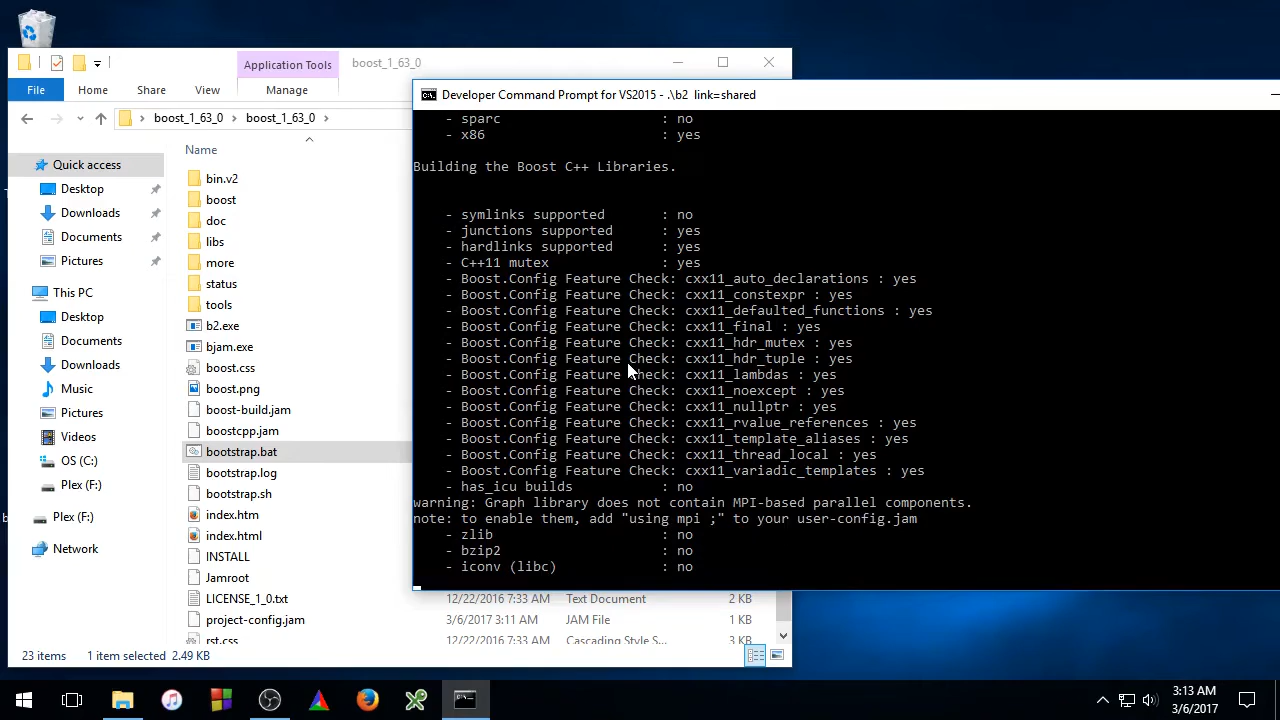 Application Tools
boost_1_63_0
File
Home
Share
View
Manage
boost_1_63_0
boost_1_63_0
Quick access
Desktop
Downloads
Documents
Pictures
This PC
Desktop
Documents
Downloads
Music
Pictures
Videos
OS (C:)
Plex (F:)
Plex (F:)
Network
Name
bin.v2
boost
doc
libs
more
status
tools
b2.exe
bjam.exe
boost.css
boost.png
boost-build.jam
boostcpp.jam
bootstrap.bat
bootstrap.log
bootstrap.sh
index.htm
index.html
INSTALL
Jamroot
LICENSE_1_0.txt 12/22/2016 7:33 AM Text Document 2 KB
project-config.jam 3/6/2017 3:11 AM JAM File 1 KB
rst.css 12/22/2016 7:33 AM Cascading Style S... 3 KB
23 items 1 item selected 2.49 KB
Developer Command Prompt for VS2015 - .\b2 link=shared
- sparc : no
- x86 : yes
Building the Boost C++ Libraries.
- symlinks supported : no
- junctions supported : yes
- hardlinks supported : yes
- C++11 mutex : yes
- Boost.Config Feature Check: cxx11_auto_declarations : yes
- Boost.Config Feature Check: cxx11_constexpr : yes
- Boost.Config Feature Check: cxx11_defaulted_functions : yes
- Boost.Config Feature Check: cxx11_final : yes
- Boost.Config Feature Check: cxx11_hdr_mutex : yes
- Boost.Config Feature Check: cxx11_hdr_tuple : yes
- Boost.Config Feature Check: cxx11_lambdas : yes
- Boost.Config Feature Check: cxx11_noexcept : yes
- Boost.Config Feature Check: cxx11_nullptr : yes
- Boost.Config Feature Check: cxx11_rvalue_references : yes
- Boost.Config Feature Check: cxx11_template_aliases : yes
- Boost.Config Feature Check: cxx11_thread_local : yes
- Boost.Config Feature Check: cxx11_variadic_templates : yes
- has_icu builds : no
warning: Graph library does not contain MPI-based parallel components.
note: to enable them, add "using mpi ;" to your user-config.jam
- zlib : no
- bzip2 : no
- iconv (libc) : no
3:13 AM
3/6/2017